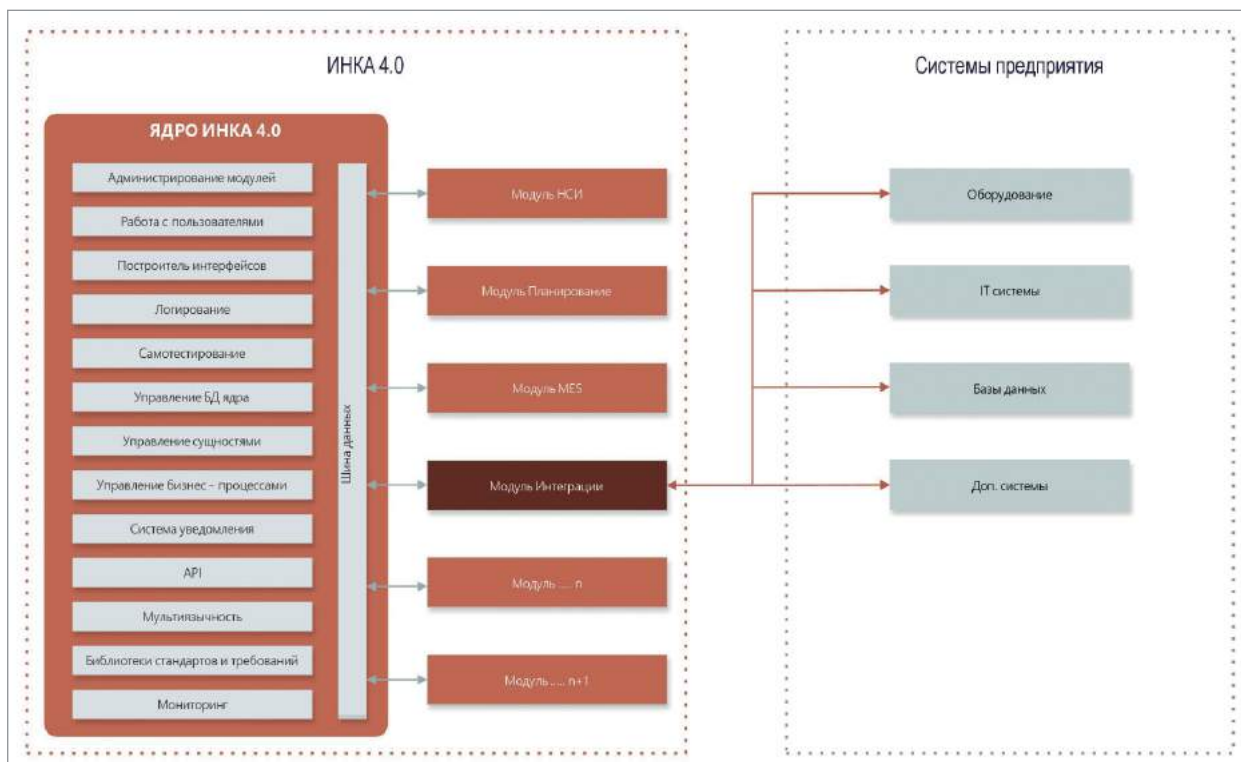 ИНКА 4.0
ЯДРО ИНКА 4.0
Администрирование модулей
Работа с пользователями
Построитель интерфейсов
Логирование
Самотестирование
Управление БД ядра
Управление сущностями
Управление бизнес – процессами
Система уведомления
API
Мультиязычность
Библиотеки стандартов и требований
Мониторинг
Шина данных
Модуль НСИ
Модуль Планирование
Модуль MES
Модуль Интеграции
Модуль ..... n
Модуль ..... n+1
Системы предприятия
Оборудование
IT системы
Базы данных
Доп. системы